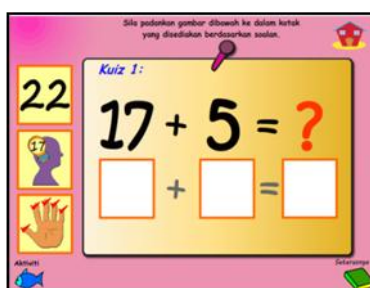 Sila padankan gambar dibawah ke dalam kotak
yang disediakan berdasarkan soalan.
Kuiz 1:
22
17 + 5 = ?
17
+ =
Aktiviti
Seterusnya